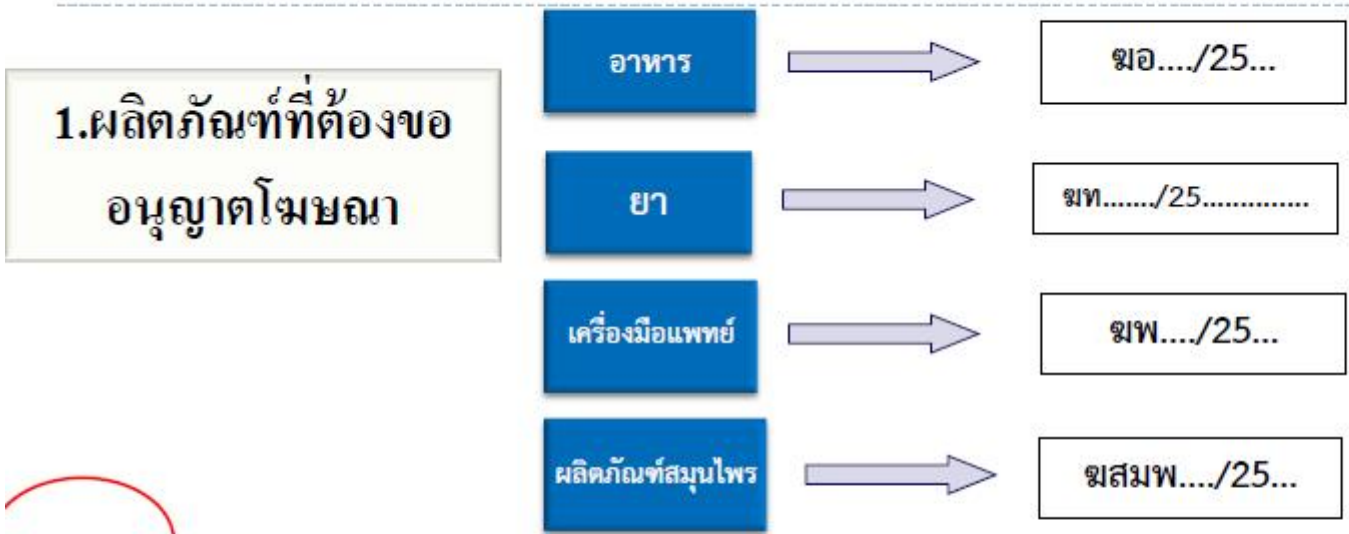 1.ผลิตภัณฑ์ที่ต้องขอ
อนุญาตโฆษณา
อาหาร
ฆอ..../25...
ยา
ฆท......./25..............
เครื่องมือแพทย์
ฆพ..../25...
ผลิตภัณฑ์สมุนไพร
ฆสมพ..../25...